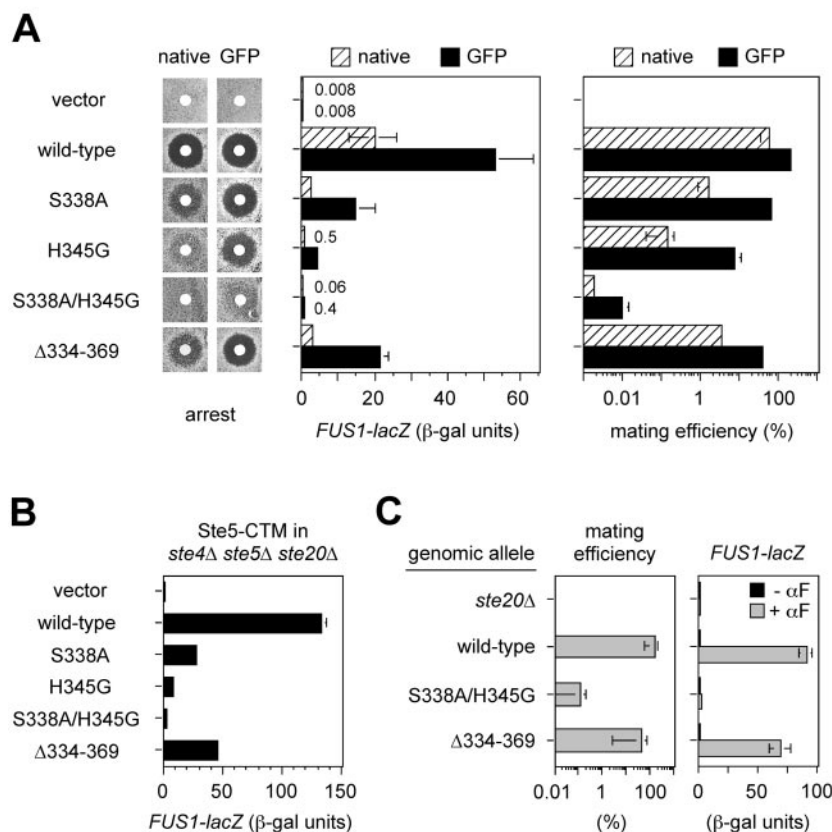 A
native GFP
native GFP
native GFP
vector
wild-type
S338A
H345G
S338A/H345G
Δ334-369
arrest
0.008
0.008
0.5
0.06
0.4
0 20 40 60
FUS1-lacZ (β-gal units)
0.01 1 100
mating efficiency (%)
B
Ste5-CTM in
ste4Δ ste5Δ ste20Δ
vector
wild-type
S338A
H345G
S338A/H345G
Δ334-369
0 50 100 150
FUS1-lacZ (β-gal units)
C
genomic allele
mating
efficiency
FUS1-lacZ
ste20Δ
wild-type
S338A/H345G
Δ334-369
- αF
+ αF
0.01 1 100
(%)
0 50 100
(β-gal units)